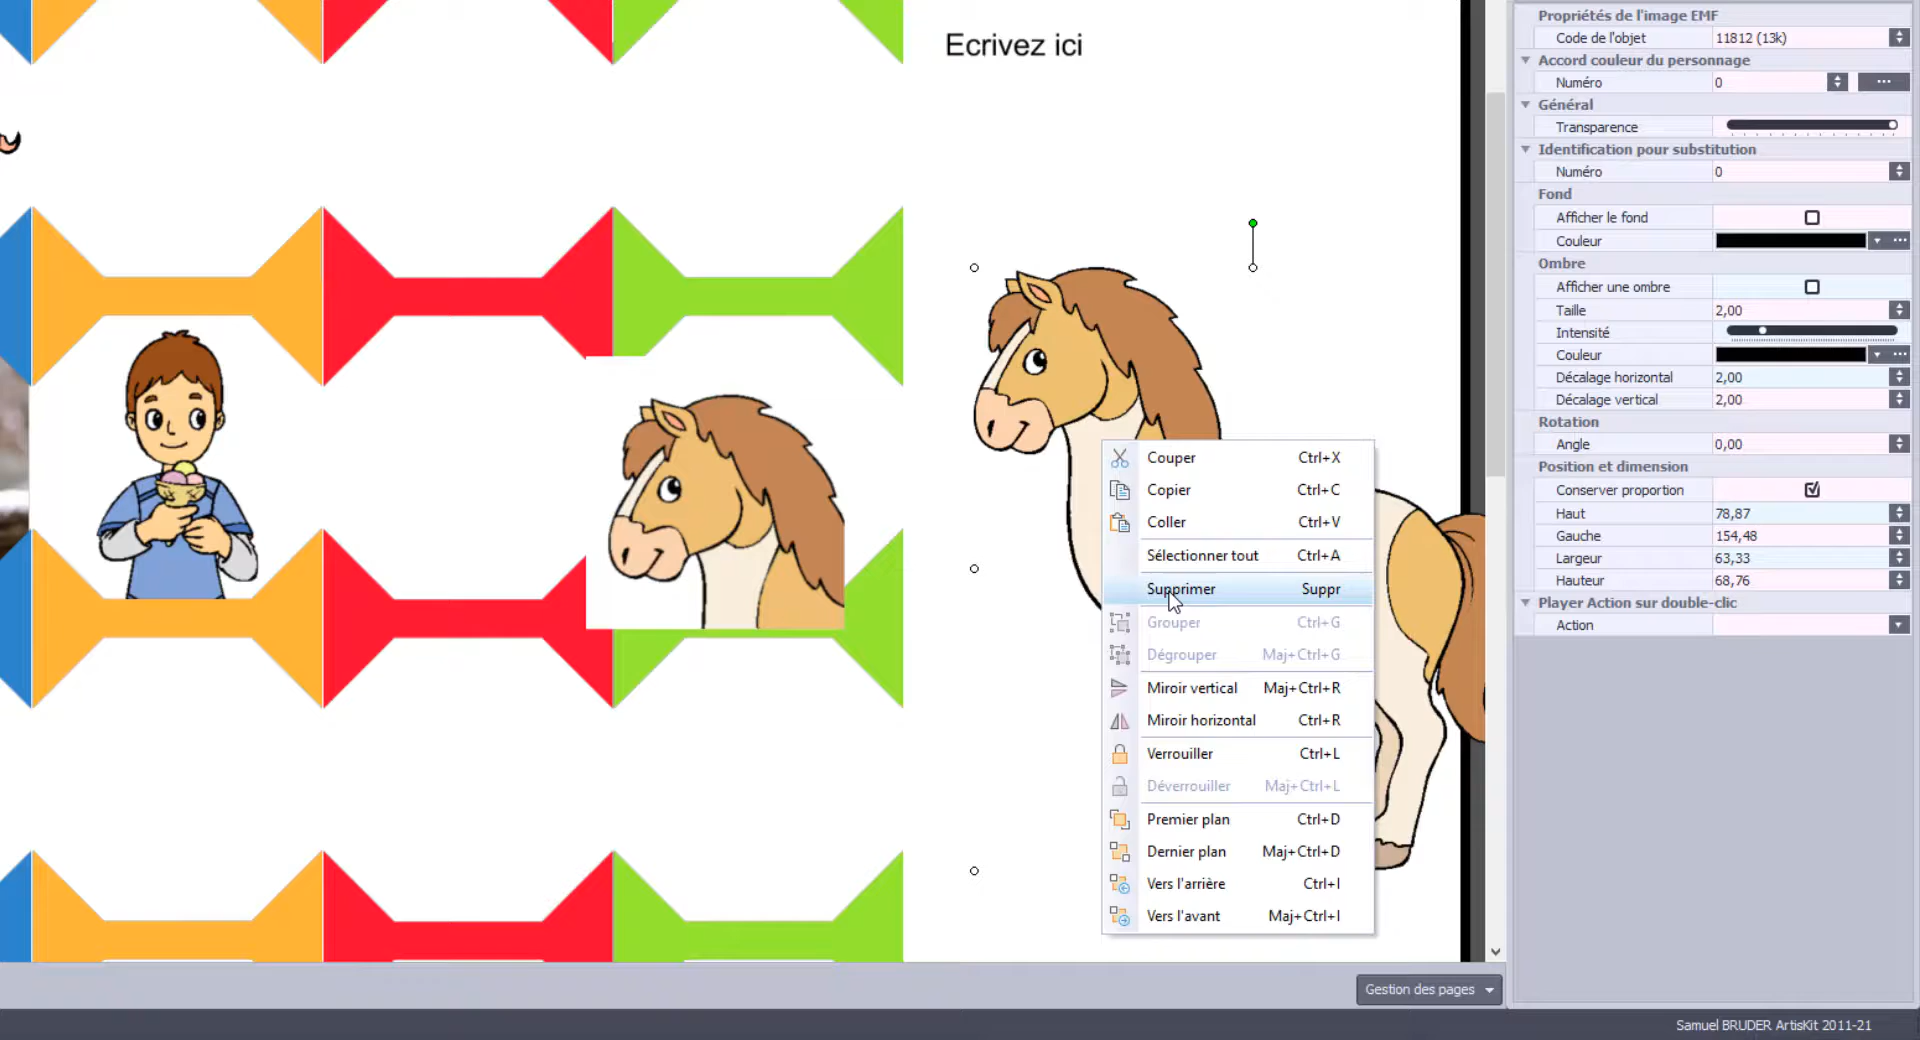 Ecrivez ici
Couper Ctrl+X
Copier Ctrl+C
Coller Ctrl+V
Sélectionner tout Ctrl+A
Supprimer Suppr
Grouper Ctrl+G
Dégrouper Maj+Ctrl+G
Miroir vertical Maj+Ctrl+R
Miroir horizontal Ctrl+R
Verrouiller Ctrl+L
Déverrouiller Maj+Ctrl+L
Premier plan Ctrl+D
Dernier plan Maj+Ctrl+D
Vers l'arrière Ctrl+I
Vers l'avant Maj+Ctrl+I
Gestion des pages
Propriétés de l'image EMF
Code de l'objet 11812 (13k)
Accord couleur du personnage
Numéro 0 ...
Général
Transparence
Identification pour substitution
Numéro 0
Fond
Afficher le fond
Couleur ...
Ombre
Afficher une ombre
Taille 2,00
Intensité
Couleur ...
Décalage horizontal 2,00
Décalage vertical 2,00
Rotation
Angle 0,00
Position et dimension
Conserver proportion
Haut 78,87
Gauche 154,48
Largeur 63,33
Hauteur 68,76
Player Action sur double-clic
Action
Samuel BRUDER ArtisKit 2011-21